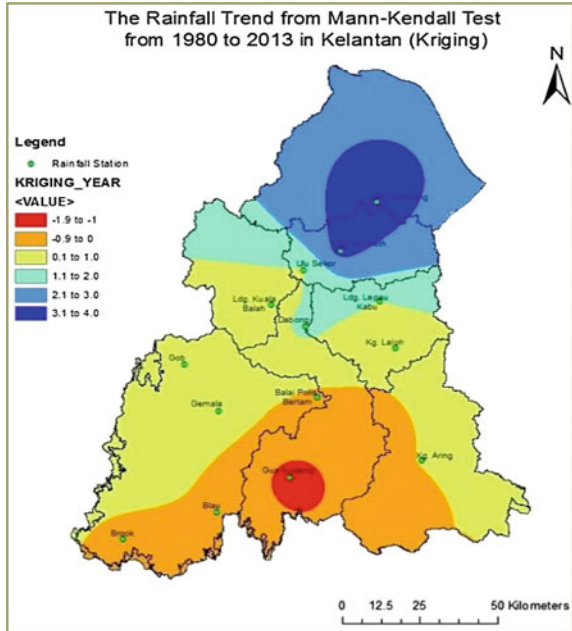 The Rainfall Trend from Mann-Kendall Test
from 1980 to 2013 in Kelantan (Kriging)
N
Legend
Rainfall Station
KRIGING_YEAR
<VALUE>
-1.9 to -1
-0.9 to 0
0.1 to 1.0
1.1 to 2.0
2.1 to 3.0
3.1 to 4.0
Ulu Sekor
Ldg. Kuala
Balah
Ldg. Lepau
Kabu
Dabong
Kg. Laloh
Gob
Gemala
Balai Polis
Bertam
Kg. Aring
Gua
Blau
Brook
50 Kilometers
0 12.5 25